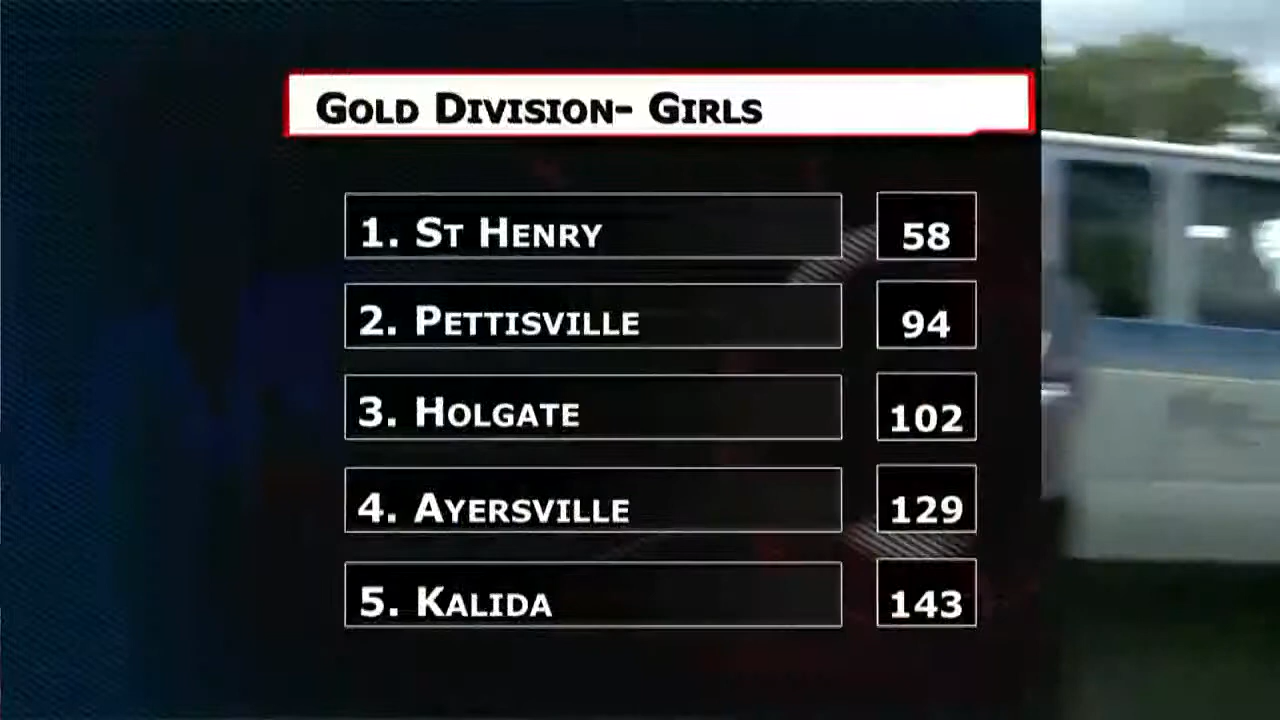 GOLD DIVISION- GIRLS
1. ST HENRY 58
2. PETTISVILLE 94
3. HOLGATE 102
4. AYERSVILLE 129
5. KALIDA 143